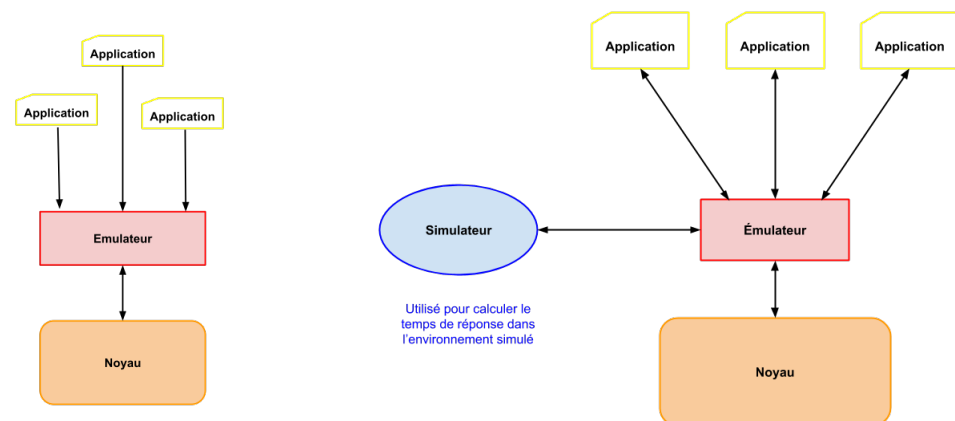 Application
Application
Application
Emulateur
Noyau
Application
Application
Application
Simulateur
Émulateur
Utilisé pour calculer le
temps de réponse dans
l'environnement simulé
Noyau